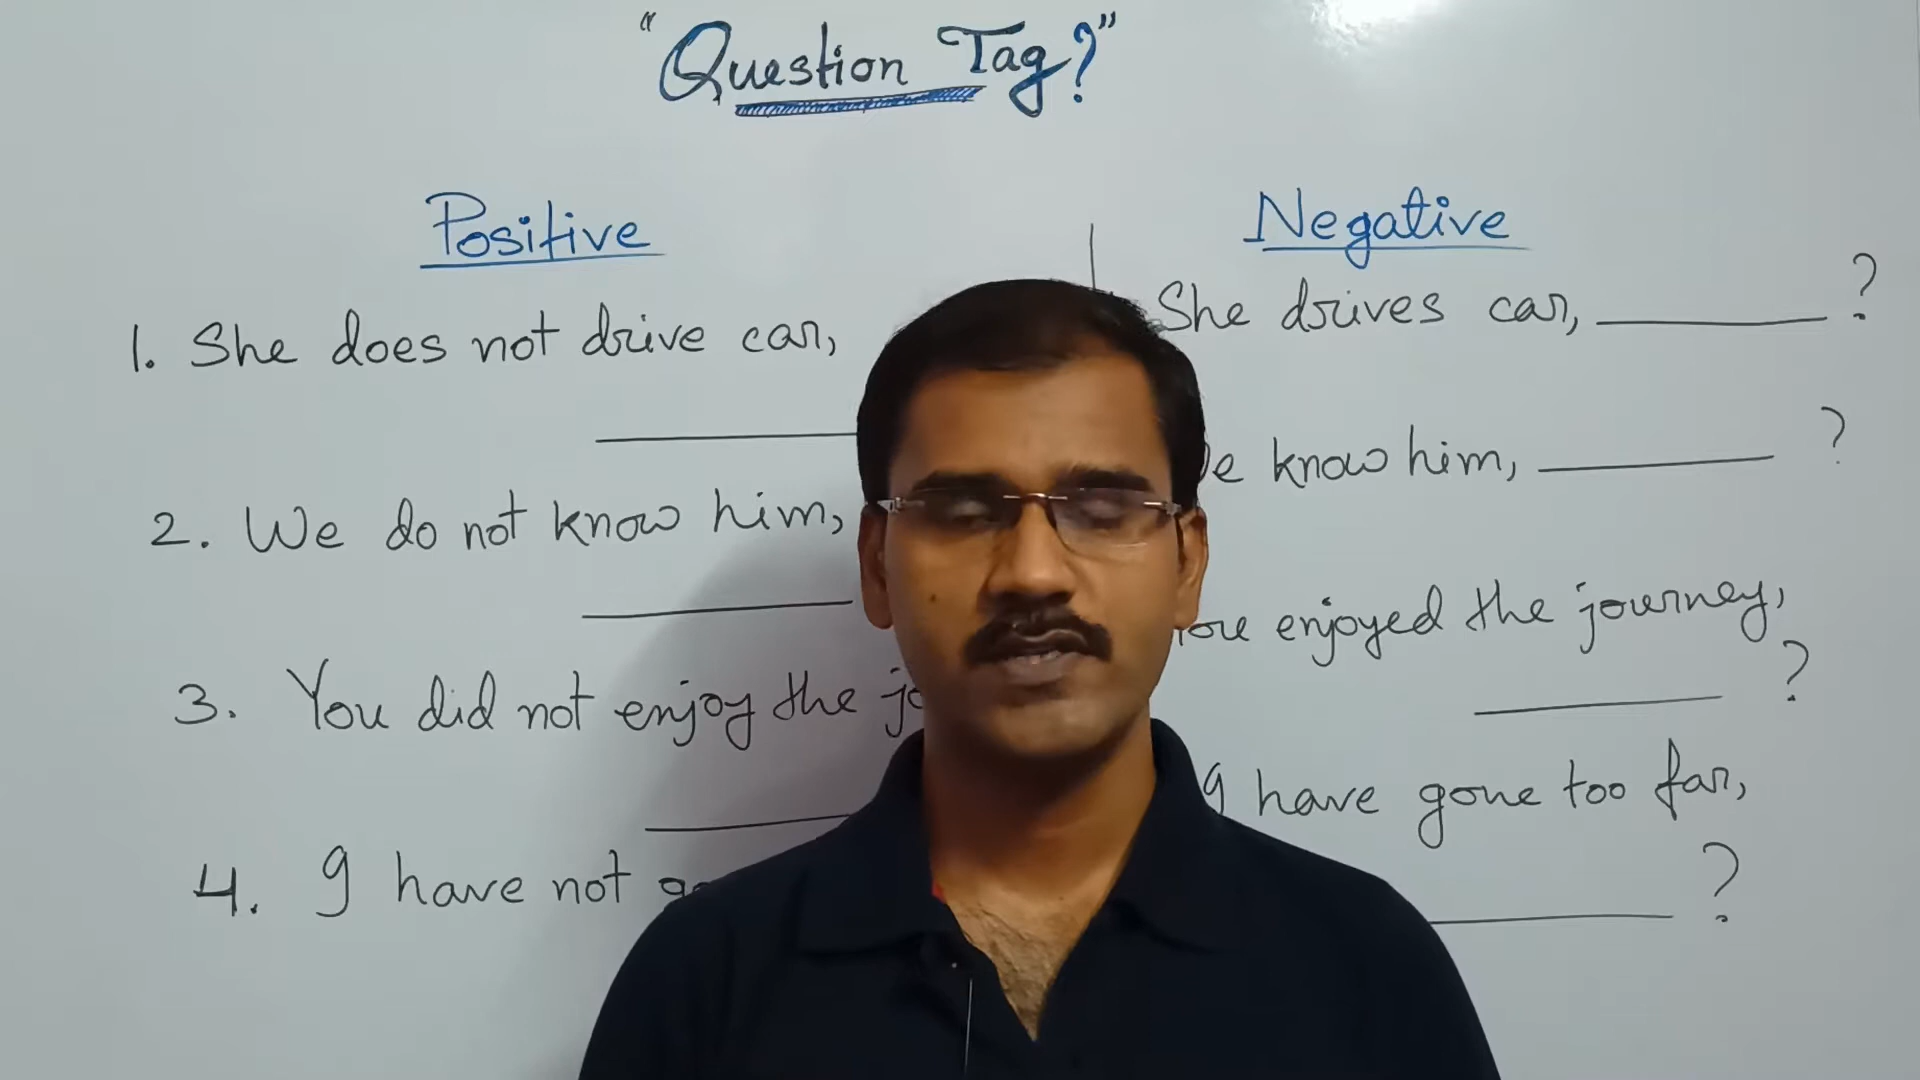 "Question Tag?"
Positive
1. She does not drive car,
2. We do not know him,
3. You did not enjoy the
4. I have not
Negative
She drives car, ?
know him, ?
enjoyed the journey,
?
I have gone too far,
?